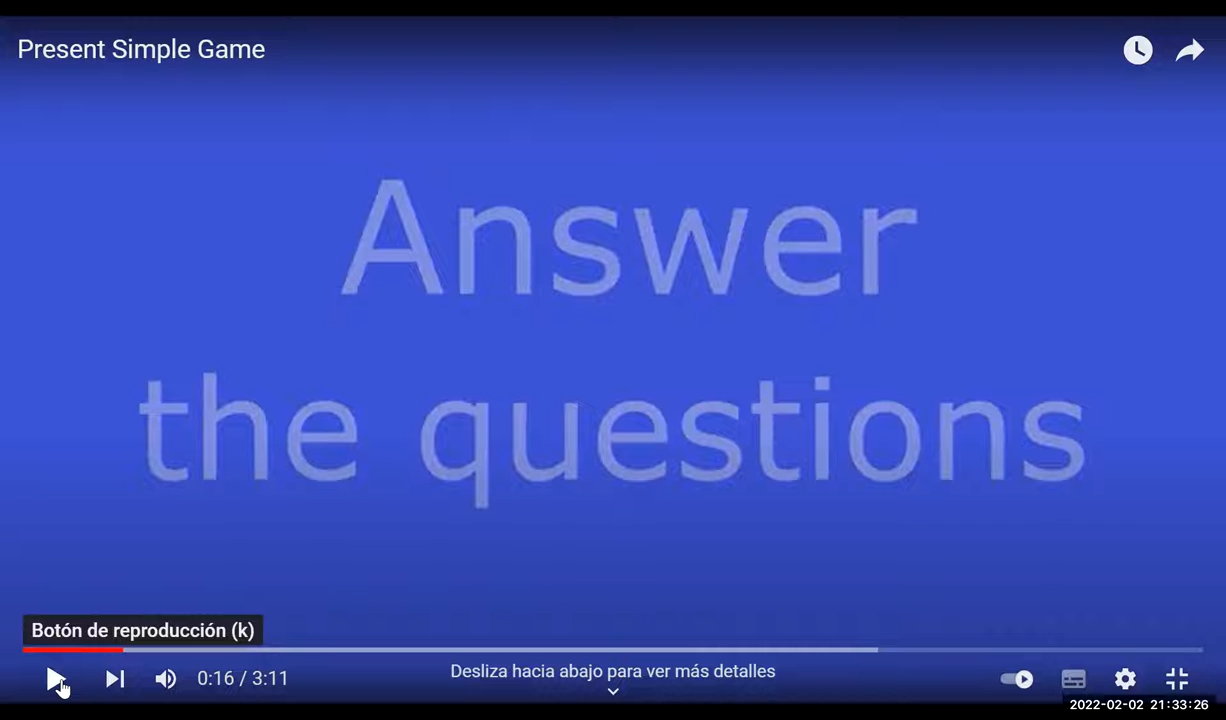 Present Simple Game
Answer
the questions
Botón de reproducción (k)
0:16 / 3:11
Desliza hacia abajo para ver más detalles
2022-02-02 21:33:26